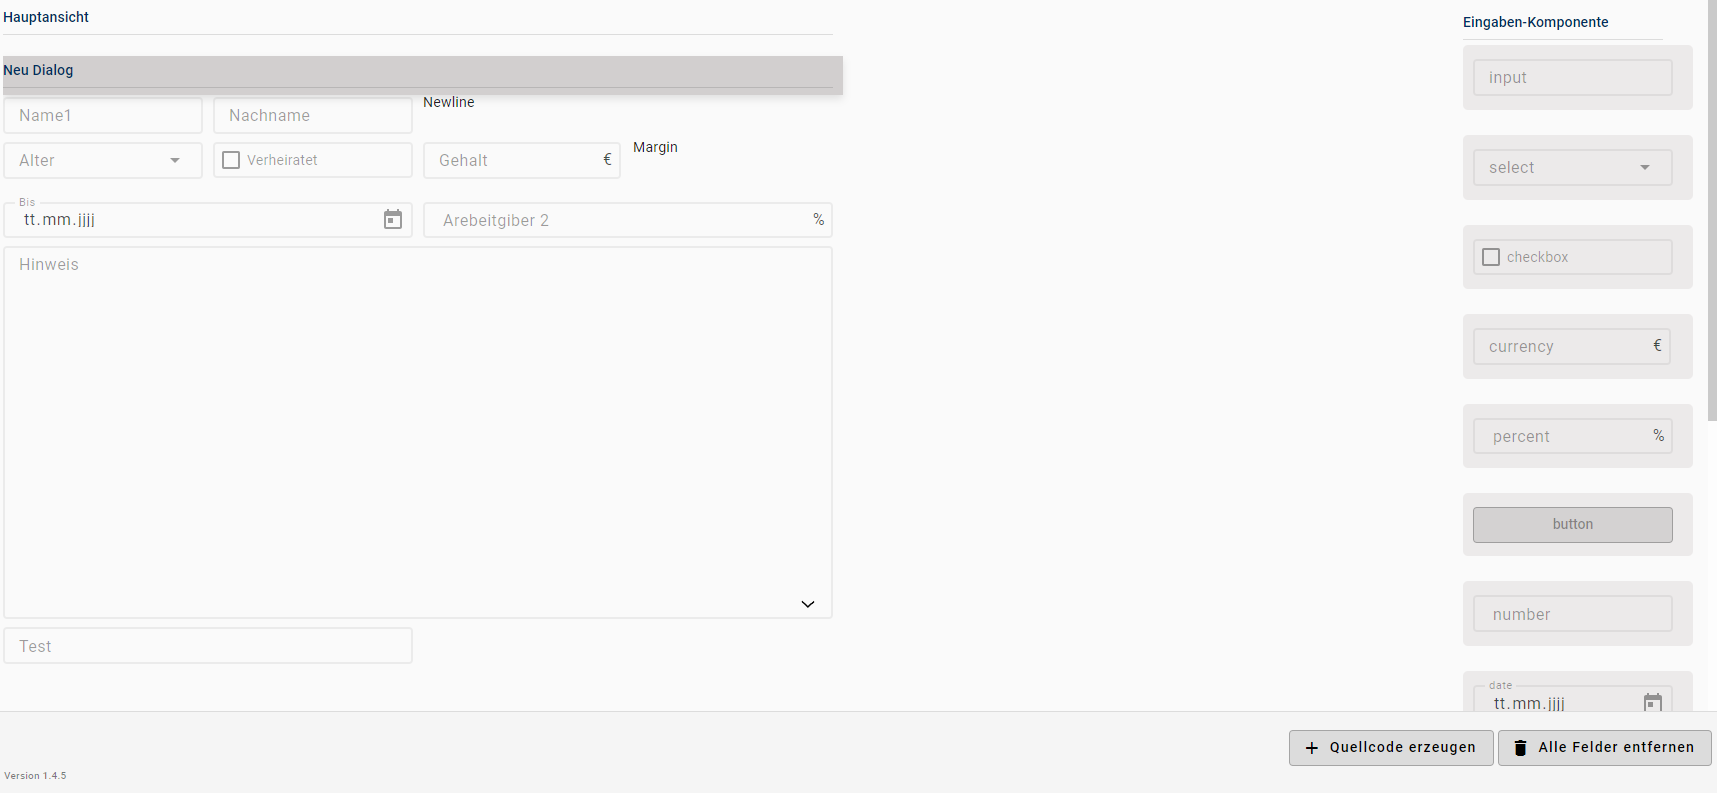 Hauptansicht
Neu Dialog
Name1
Nachname
Newline
Alter
Verheiratet
Gehalt €
Margin
Bis
tt.mm.jjjj
Arebeitgiber 2 %
Hinweis
Test
Eingaben-Komponente
input
select
checkbox
currency €
percent %
button
number
date
tt.mm.jjjj
Quellcode erzeugen
Alle Felder entfernen
Version 1.4.5